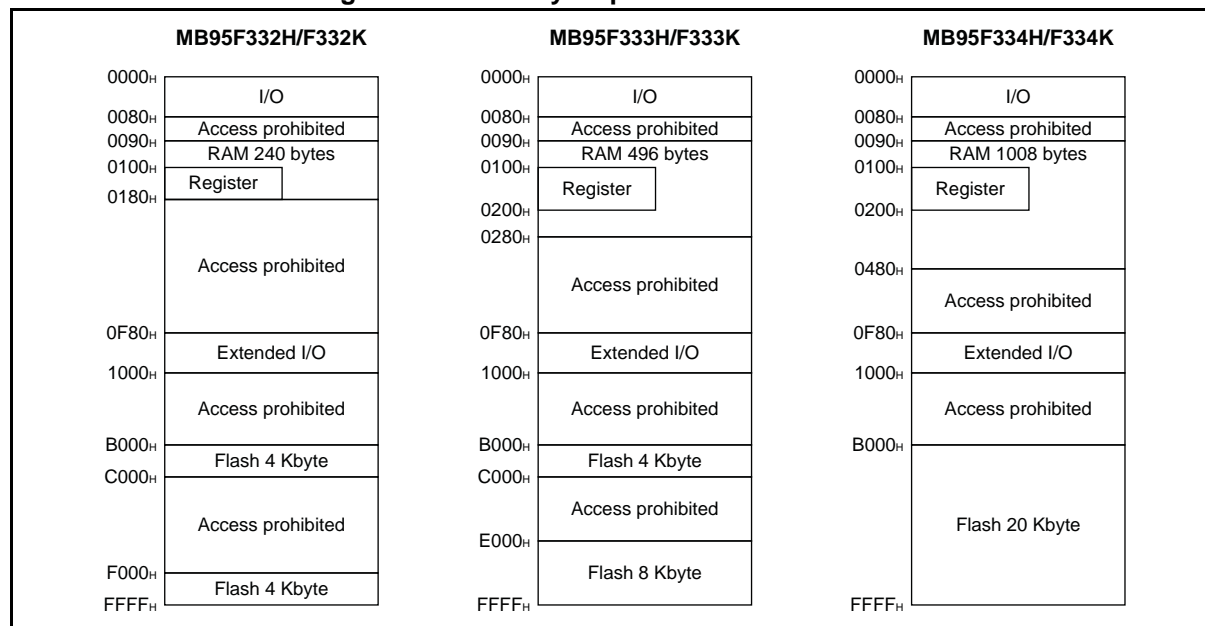 MB95F332H/F332K
0000H
I/O
0080H
Access prohibited
0090H
RAM 240 bytes
0100H
Register
0180H
Access prohibited
0F80H
Extended I/O
1000H
Access prohibited
B000H
Flash 4 Kbyte
C000H
Access prohibited
F000H
Flash 4 Kbyte
FFFFH
MB95F333H/F333K
0000H
I/O
0080H
Access prohibited
0090H
RAM 496 bytes
0100H
Register
0200H
0280H
Access prohibited
0F80H
Extended I/O
1000H
Access prohibited
B000H
Flash 4 Kbyte
C000H
Access prohibited
E000H
Flash 8 Kbyte
FFFFH
MB95F334H/F334K
0000H
I/O
0080H
Access prohibited
0090H
RAM 1008 bytes
0100H
Register
0200H
0480H
Access prohibited
0F80H
Extended I/O
1000H
Access prohibited
B000H
Flash 20 Kbyte
FFFFH